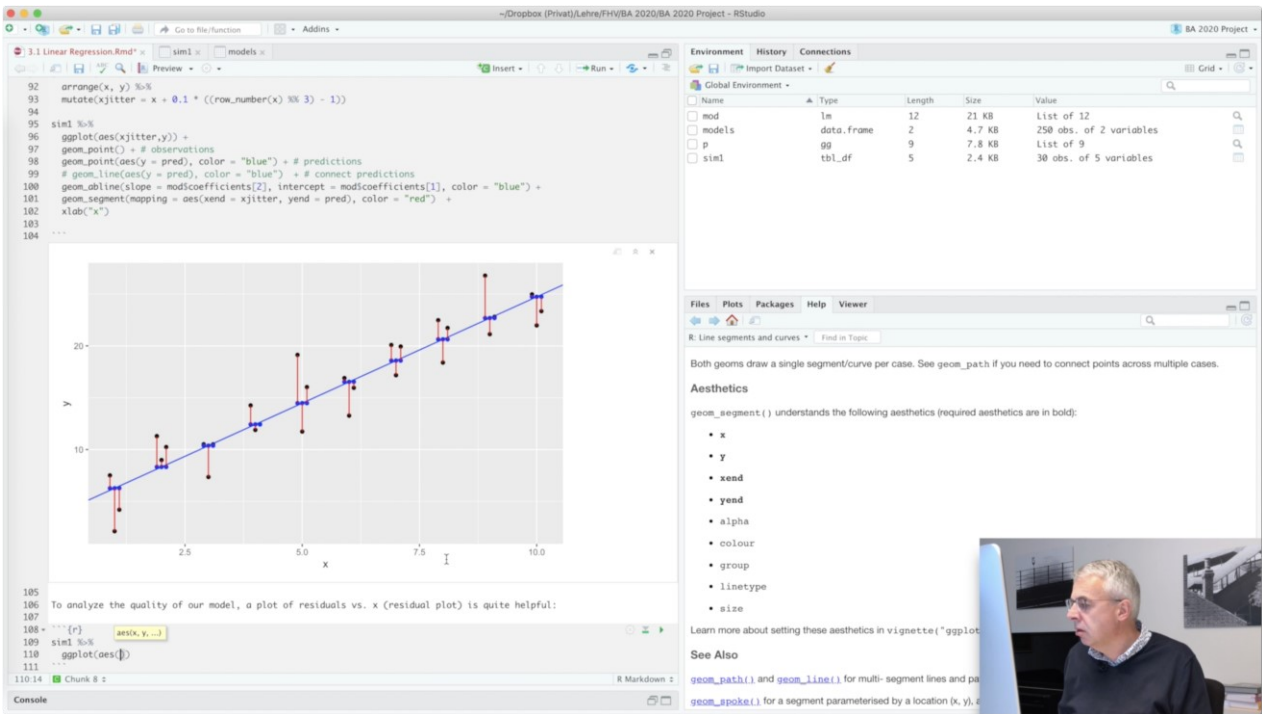 ~/Dropbox (Privat)/Lehre/FHV/BA 2020/BA 2020 Project - RStudio
Go to file/function
Addins
BA 2020 Project
3.1 Linear Regression.Rmd*
sim1
models
Preview
Insert
Run
92 arrange(x, y) %>%
93 mutate(xjitter = x + 0.1 * ((row_number(x) %% 3) - 1))
94
95 sim1 %>%
96 ggplot(aes(xjitter,y)) +
97 geom_point() + # observations
98 geom_point(aes(y = pred), color = "blue") + # predictions
99 # geom_line(aes(y = pred), color = "blue") + # connect predictions
100 geom_abline(slope = mod$coefficients[2], intercept = mod$coefficients[1], color = "blue") +
101 geom_segment(mapping = aes(xend = xjitter, yend = pred), color = "red") +
102 xlab("x")
103
104 ```
20
10
y
2.5 5.0 7.5 10.0
x
105
106 To analyze the quality of our model, a plot of residuals vs. x (residual plot) is quite helpful:
107
108 ```{r}
aes(x, y, ...)
109 sim1 %>%
110 ggplot(aes())
111 ```
110:14 Chunk 8 R Markdown
Console
Environment History Connections
Import Dataset
Grid
Global Environment
Name Type Length Size Value
mod lm 12 21 KB List of 12
models data.frame 2 4.7 KB 250 obs. of 2 variables
p gg 9 7.8 KB List of 9
sim1 tbl_df 5 2.4 KB 30 obs. of 5 variables
Files Plots Packages Help Viewer
R: Line segments and curves Find in Topic
Both geoms draw a single segment/curve per case. See geom_path if you need to connect points across multiple cases.
Aesthetics
geom_segment() understands the following aesthetics (required aesthetics are in bold):
• x
• y
• xend
• yend
• alpha
• colour
• group
• linetype
• size
Learn more about setting these aesthetics in vignette("ggplot
See Also
geom_path() and geom_line() for multi- segment lines and pa
geom_spoke() for a segment parameterised by a location (x, y), a